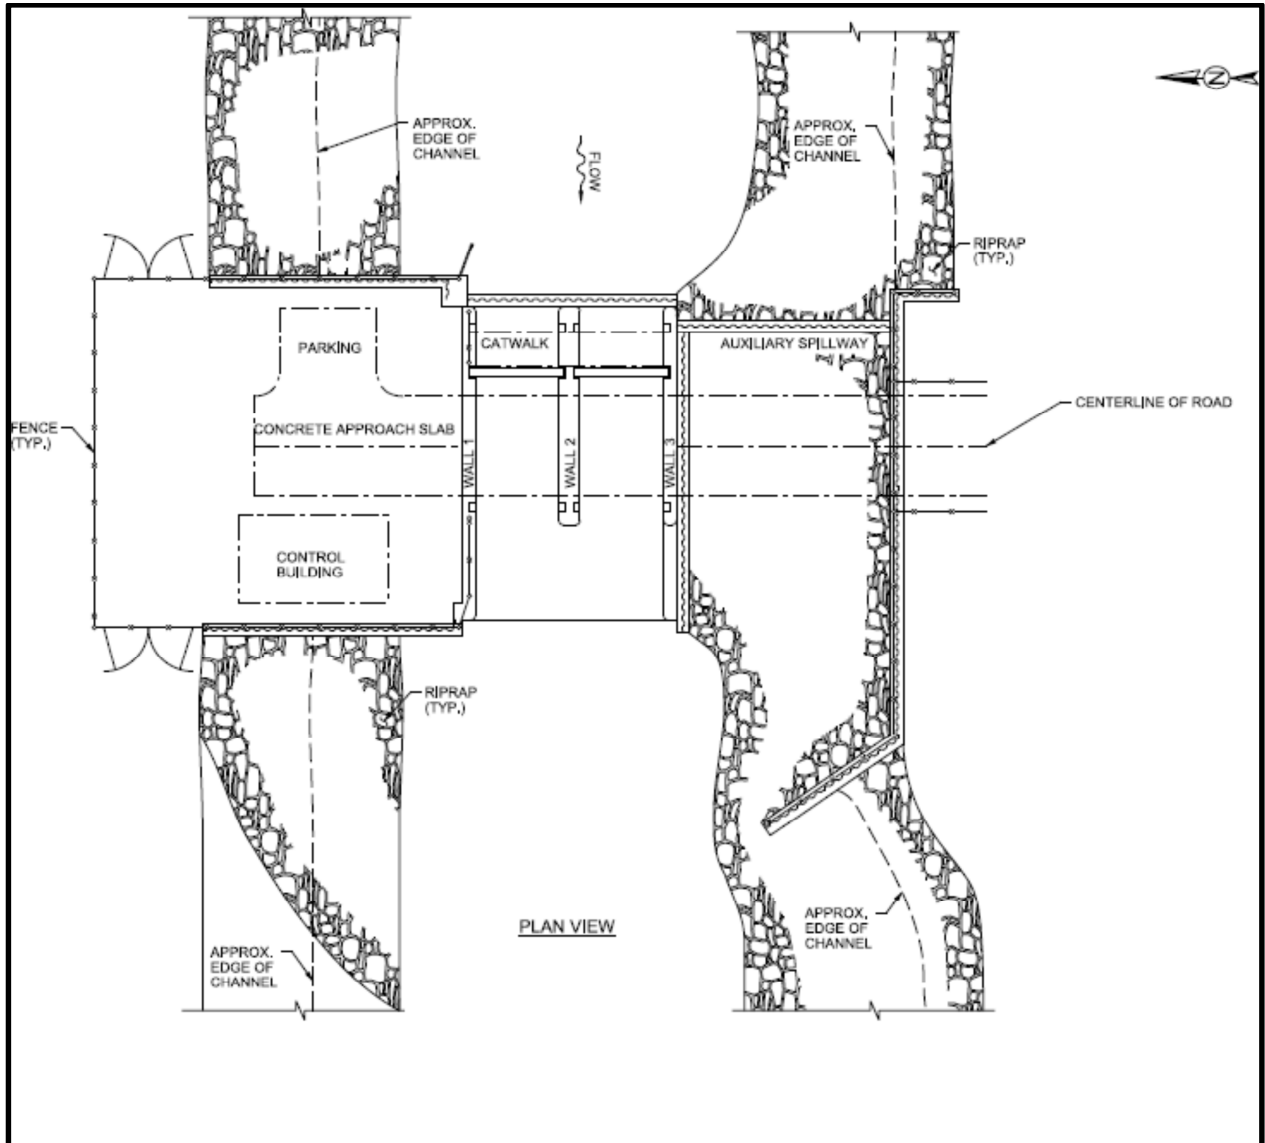 APPROX.
EDGE OF
CHANNEL
FLOW
APPROX.
EDGE OF
CHANNEL
N
RIPRAP
(TYP.)
PARKING
CATWALK
AUXILIARY SPILLWAY
CENTERLINE OF ROAD
FENCE
(TYP.)
CONCRETE APPROACH SLAB
WALL 1
WALL 2
WALL 3
CONTROL
BUILDING
RIPRAP
(TYP.)
PLAN VIEW
APPROX.
EDGE OF
CHANNEL
APPROX.
EDGE OF
CHANNEL